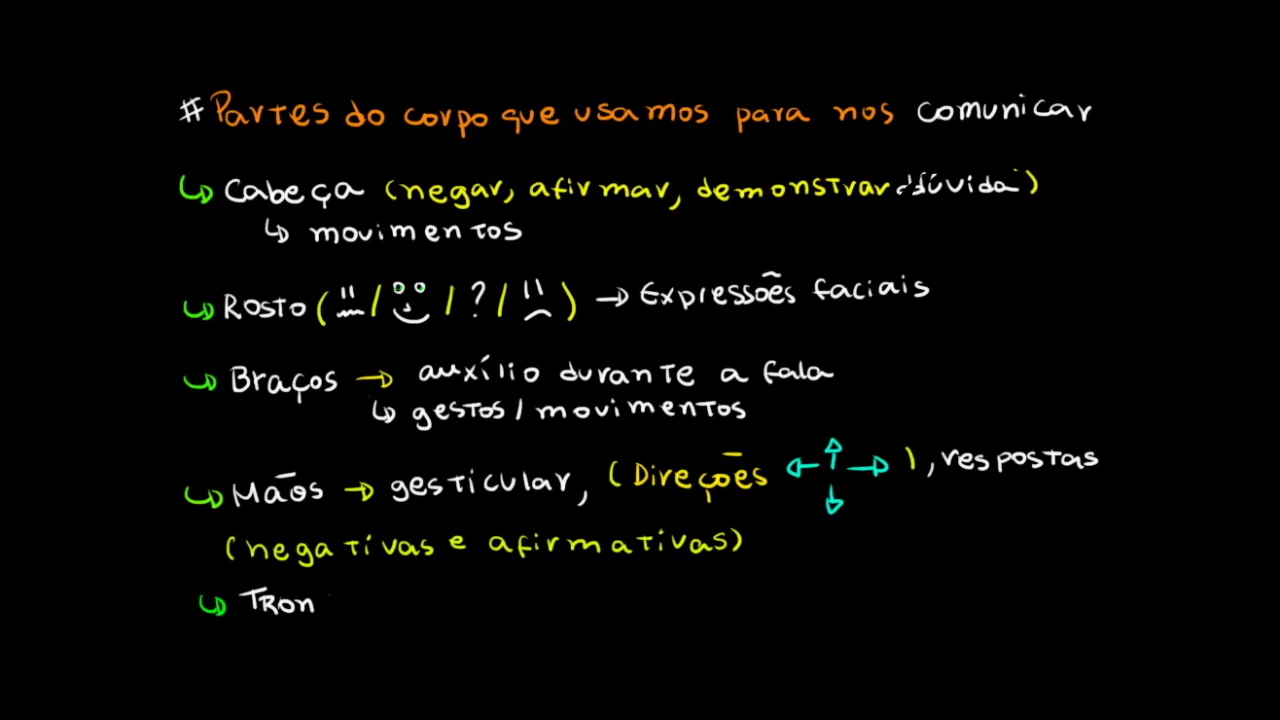 # Partes do corpo que usamos para nos comunicar
↳ Cabeça (negar, afirmar, demonstrar dúvida)
↳ movimentos
↳ Rosto ( / / ? / ) → Expressões faciais
↳ Braços → auxílio durante a fala
↳ gestos/movimentos
↳ Mãos → gesticular, (Direções ← ↑ ↓ →), respostas
(negativas e afirmativas)
↳ Tron